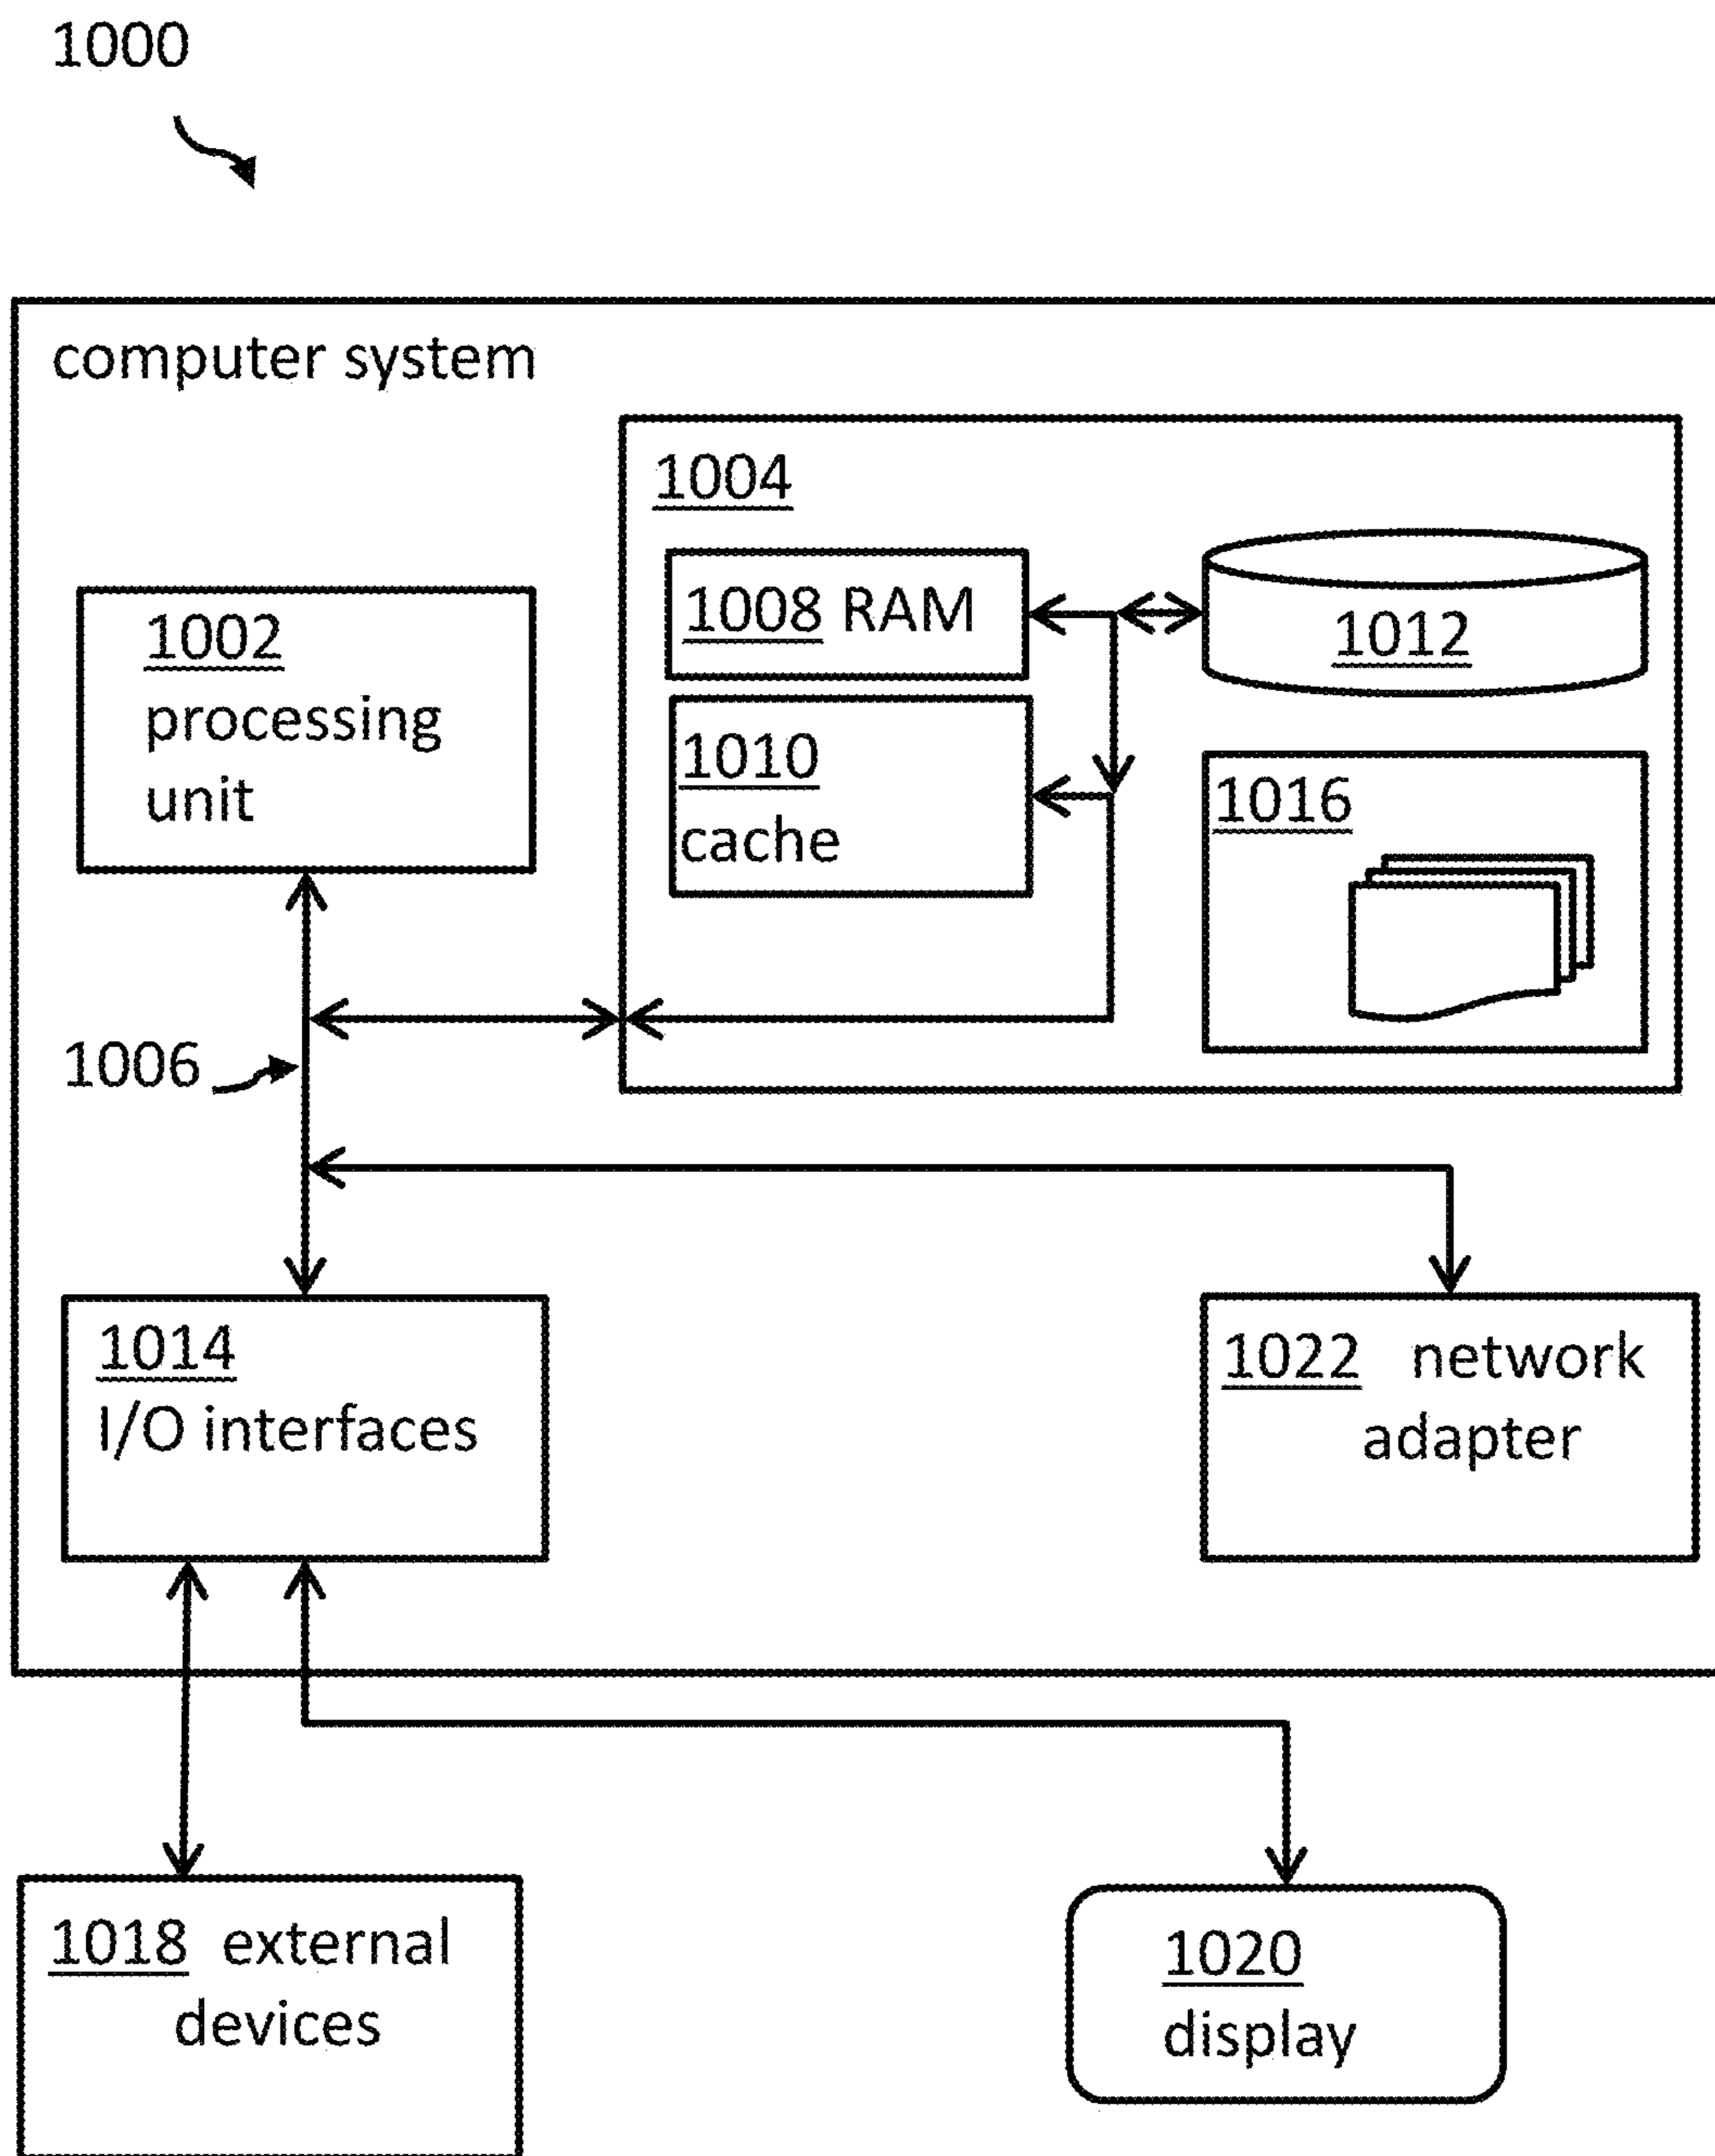 1000
computer system
1004
1008 RAM
1012
1002
processing
unit
1010
cache
1016
1006
1014
I/O interfaces
1022 network
adapter
1018 external
devices
1020
display